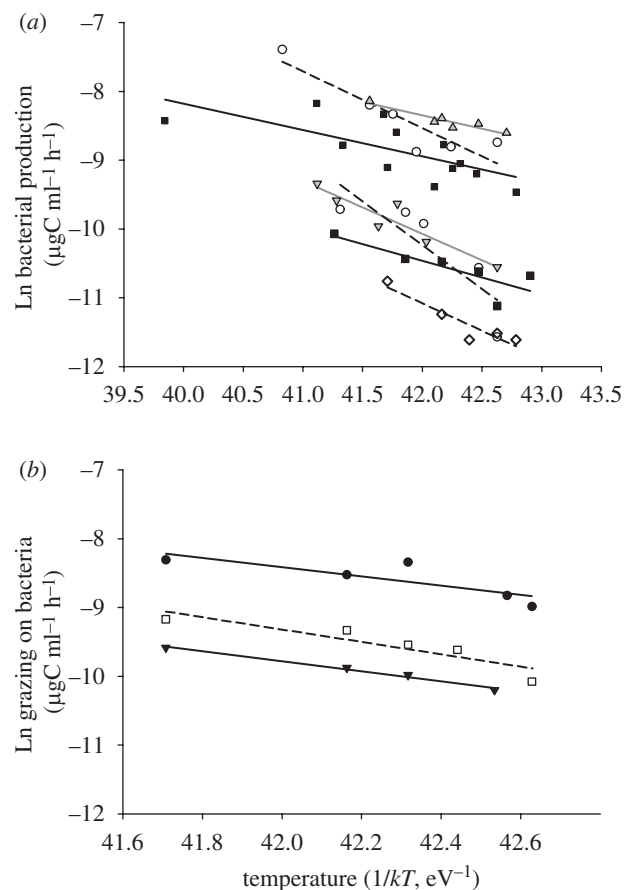 (a)
Ln bacterial production
(µgC ml⁻¹ h⁻¹)
–7
–8
–9
–10
–11
–12
39.5 40.0 40.5 41.0 41.5 42.0 42.5 43.0 43.5
(b)
Ln grazing on bacteria
(µgC ml⁻¹ h⁻¹)
–7
–8
–9
–10
–11
–12
41.6 41.8 42.0 42.2 42.4 42.6
temperature (1/kT, eV⁻¹)